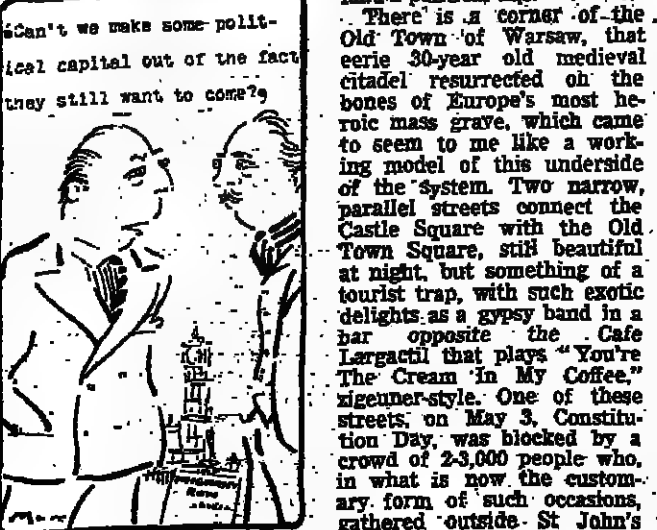 Can't we make some polit-
ical capital out of the fact
they still want to come?
There is a corner of the
Old Town of Warsaw, that
eerie 30-year old medieval
citadel resurrected on the
bones of Europe's most he-
roic mass grave, which came
to seem to me like a work-
ing model of this underside
of the system. Two narrow,
parallel streets connect the
Castle Square with the Old
Town Square, still beautiful
at night, but something of a
tourist trap, with such exotic
delights as a gypsy band in a
bar opposite the Cafe
Largactil that plays "You're
The Cream In My Coffee,"
zigeuner-style. One of these
streets, on May 3, Constitu-
tion Day, was blocked by a
crowd of 2-3,000 people who,
in what is now the custom-
ary form of such occasions,
gathered outside St John's